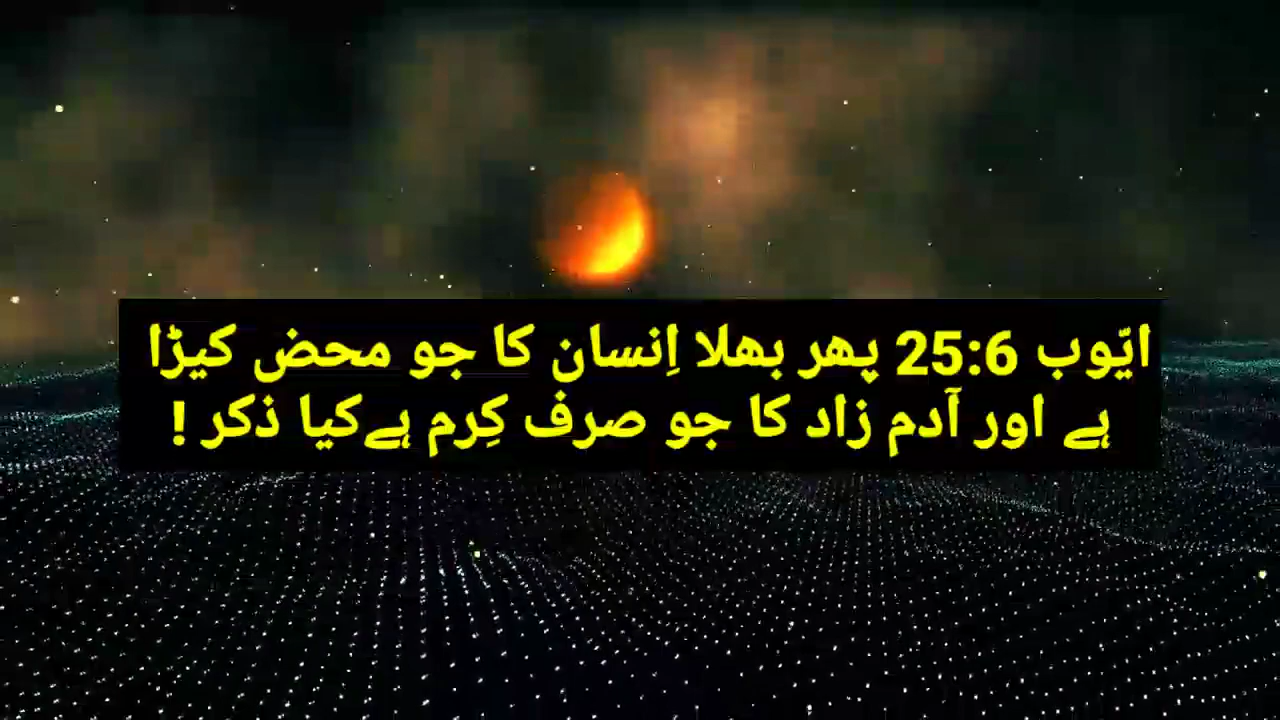 ایّوب 25:6 پھر بھلا اِنسان کا جو محض کیڑا
ہے اور آدم زاد کا جو صرف کِرم ہےکیا ذکر !